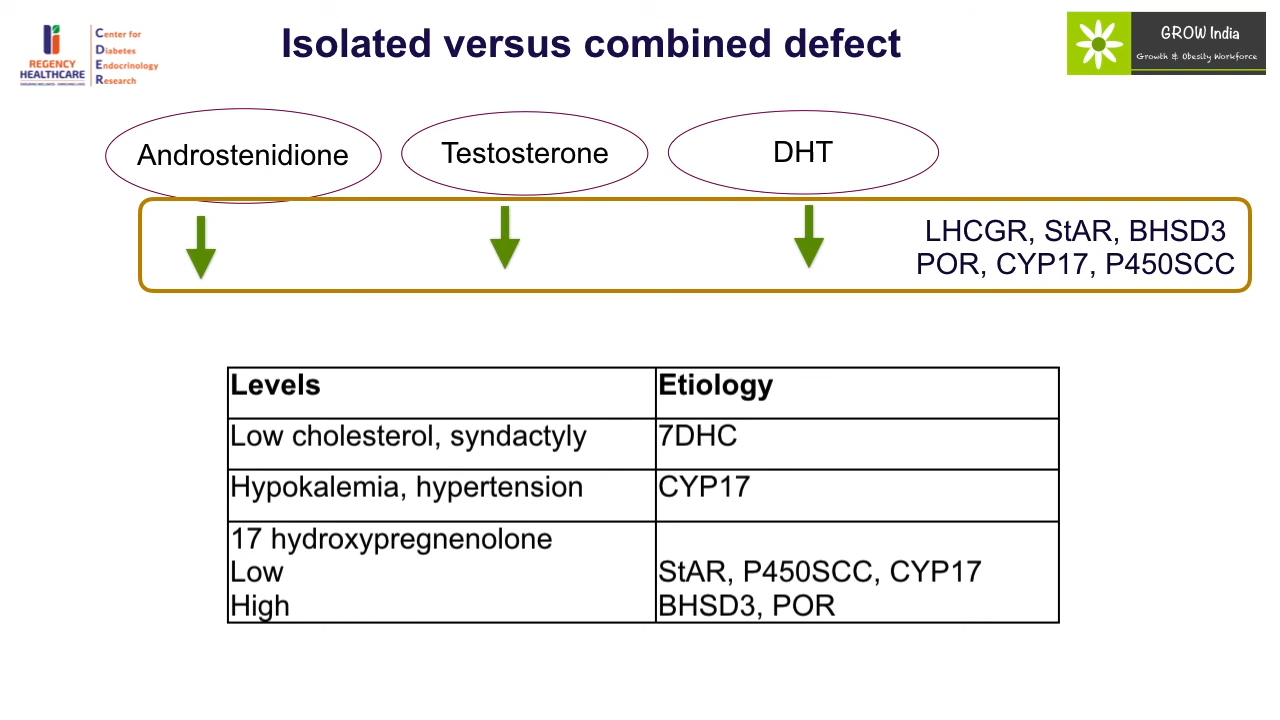 Isolated versus combined defect
REGENCY
HEALTHCARE
Center for
Diabetes
Endocrinology
Research
GROW India
Growth & Obesity Workforce
Androstenidione
Testosterone
DHT
LHCGR, StAR, BHSD3
POR, CYP17, P450SCC
Levels
Etiology
Low cholesterol, syndactyly
7DHC
Hypokalemia, hypertension
CYP17
17 hydroxypregnenolone
Low
StAR, P450SCC, CYP17
High
BHSD3, POR